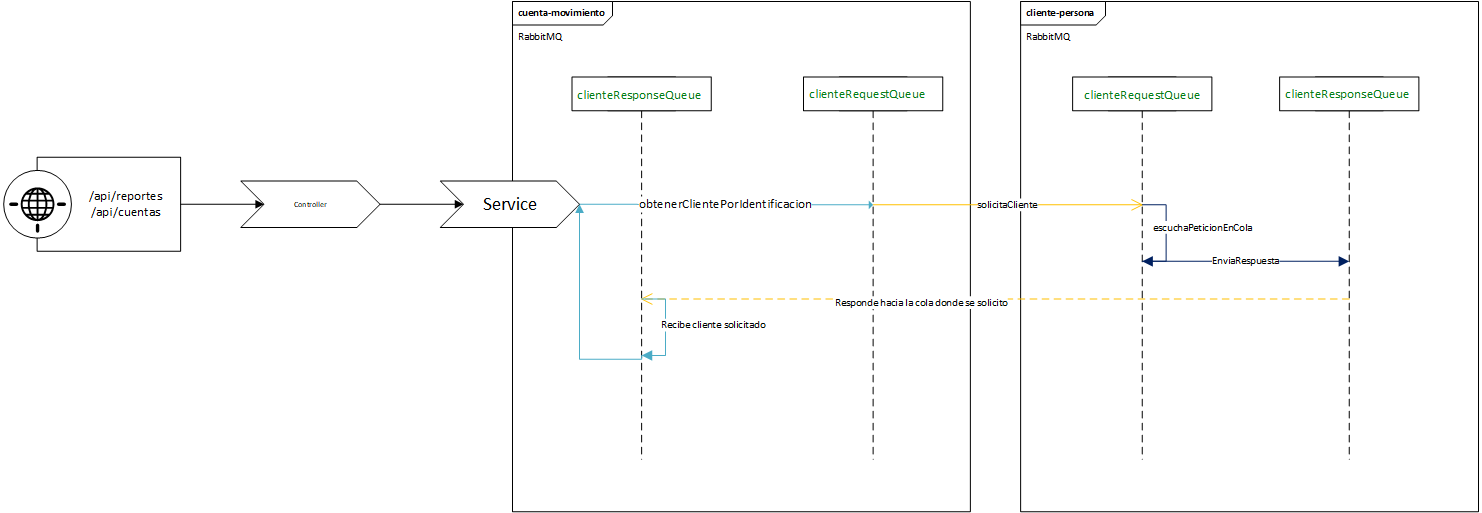 cuenta-movimiento
RabbitMQ
cliente-persona
RabbitMQ
clienteResponseQueue
clienteRequestQueue
clienteRequestQueue
clienteResponseQueue
/api/reportes
/api/cuentas
Controller
Service
obtenerClientePorIdentificacion
solicitaCliente
escuchaPeticionEnCola
EnviaRespuesta
Responde hacia la cola donde se solicito
Recibe cliente solicitado